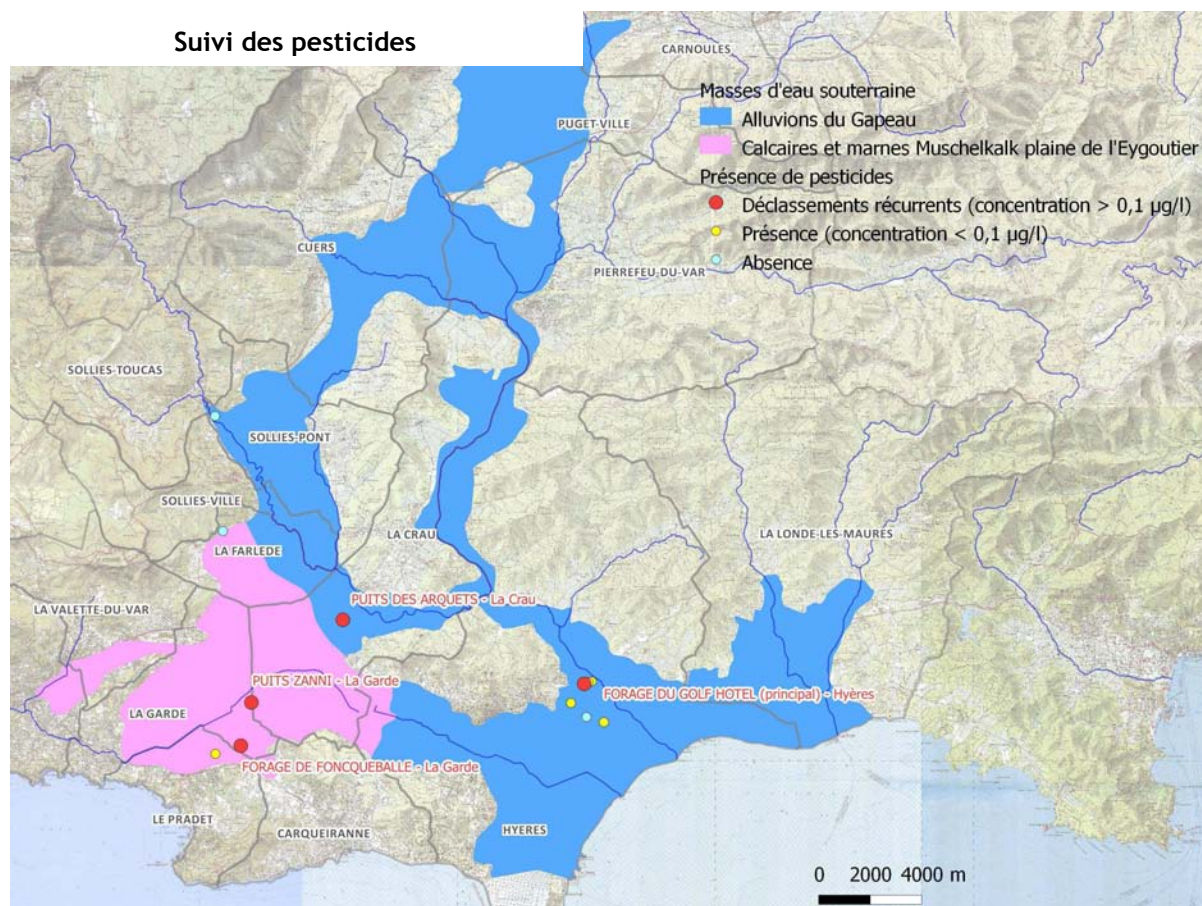 Suivi des pesticides
CARNOULES
Masses d'eau souterraine
Alluvions du Gapeau
PUGET-VILLE
Calcaires et marnes Muschelkalk plaine de l'Eygoutier
Présence de pesticides
Déclassements récurrents (concentration > 0,1 µg/l)
Présence (concentration < 0,1 µg/l)
CUERS
Absence
PIERREFEU-DU-VAR
SOLLIES-TOUCAS
SOLLIES-PONT
SOLLIES-VILLE
LA CRAU
LA LONDE-LES-MAURES
LA FARLEDE
PUITS DES ARQUETS - La Crau
LA VALETTE-DU-VAR
PUITS ZANNI - La Garde
FORAGE DU GOLF HOTEL (principal) - Hyères
LA GARDE
FORAGE DE FONCQUEBALLE - La Garde
LE PRADET
CARQUEIRANNE
HYERES
0 2000 4000 m